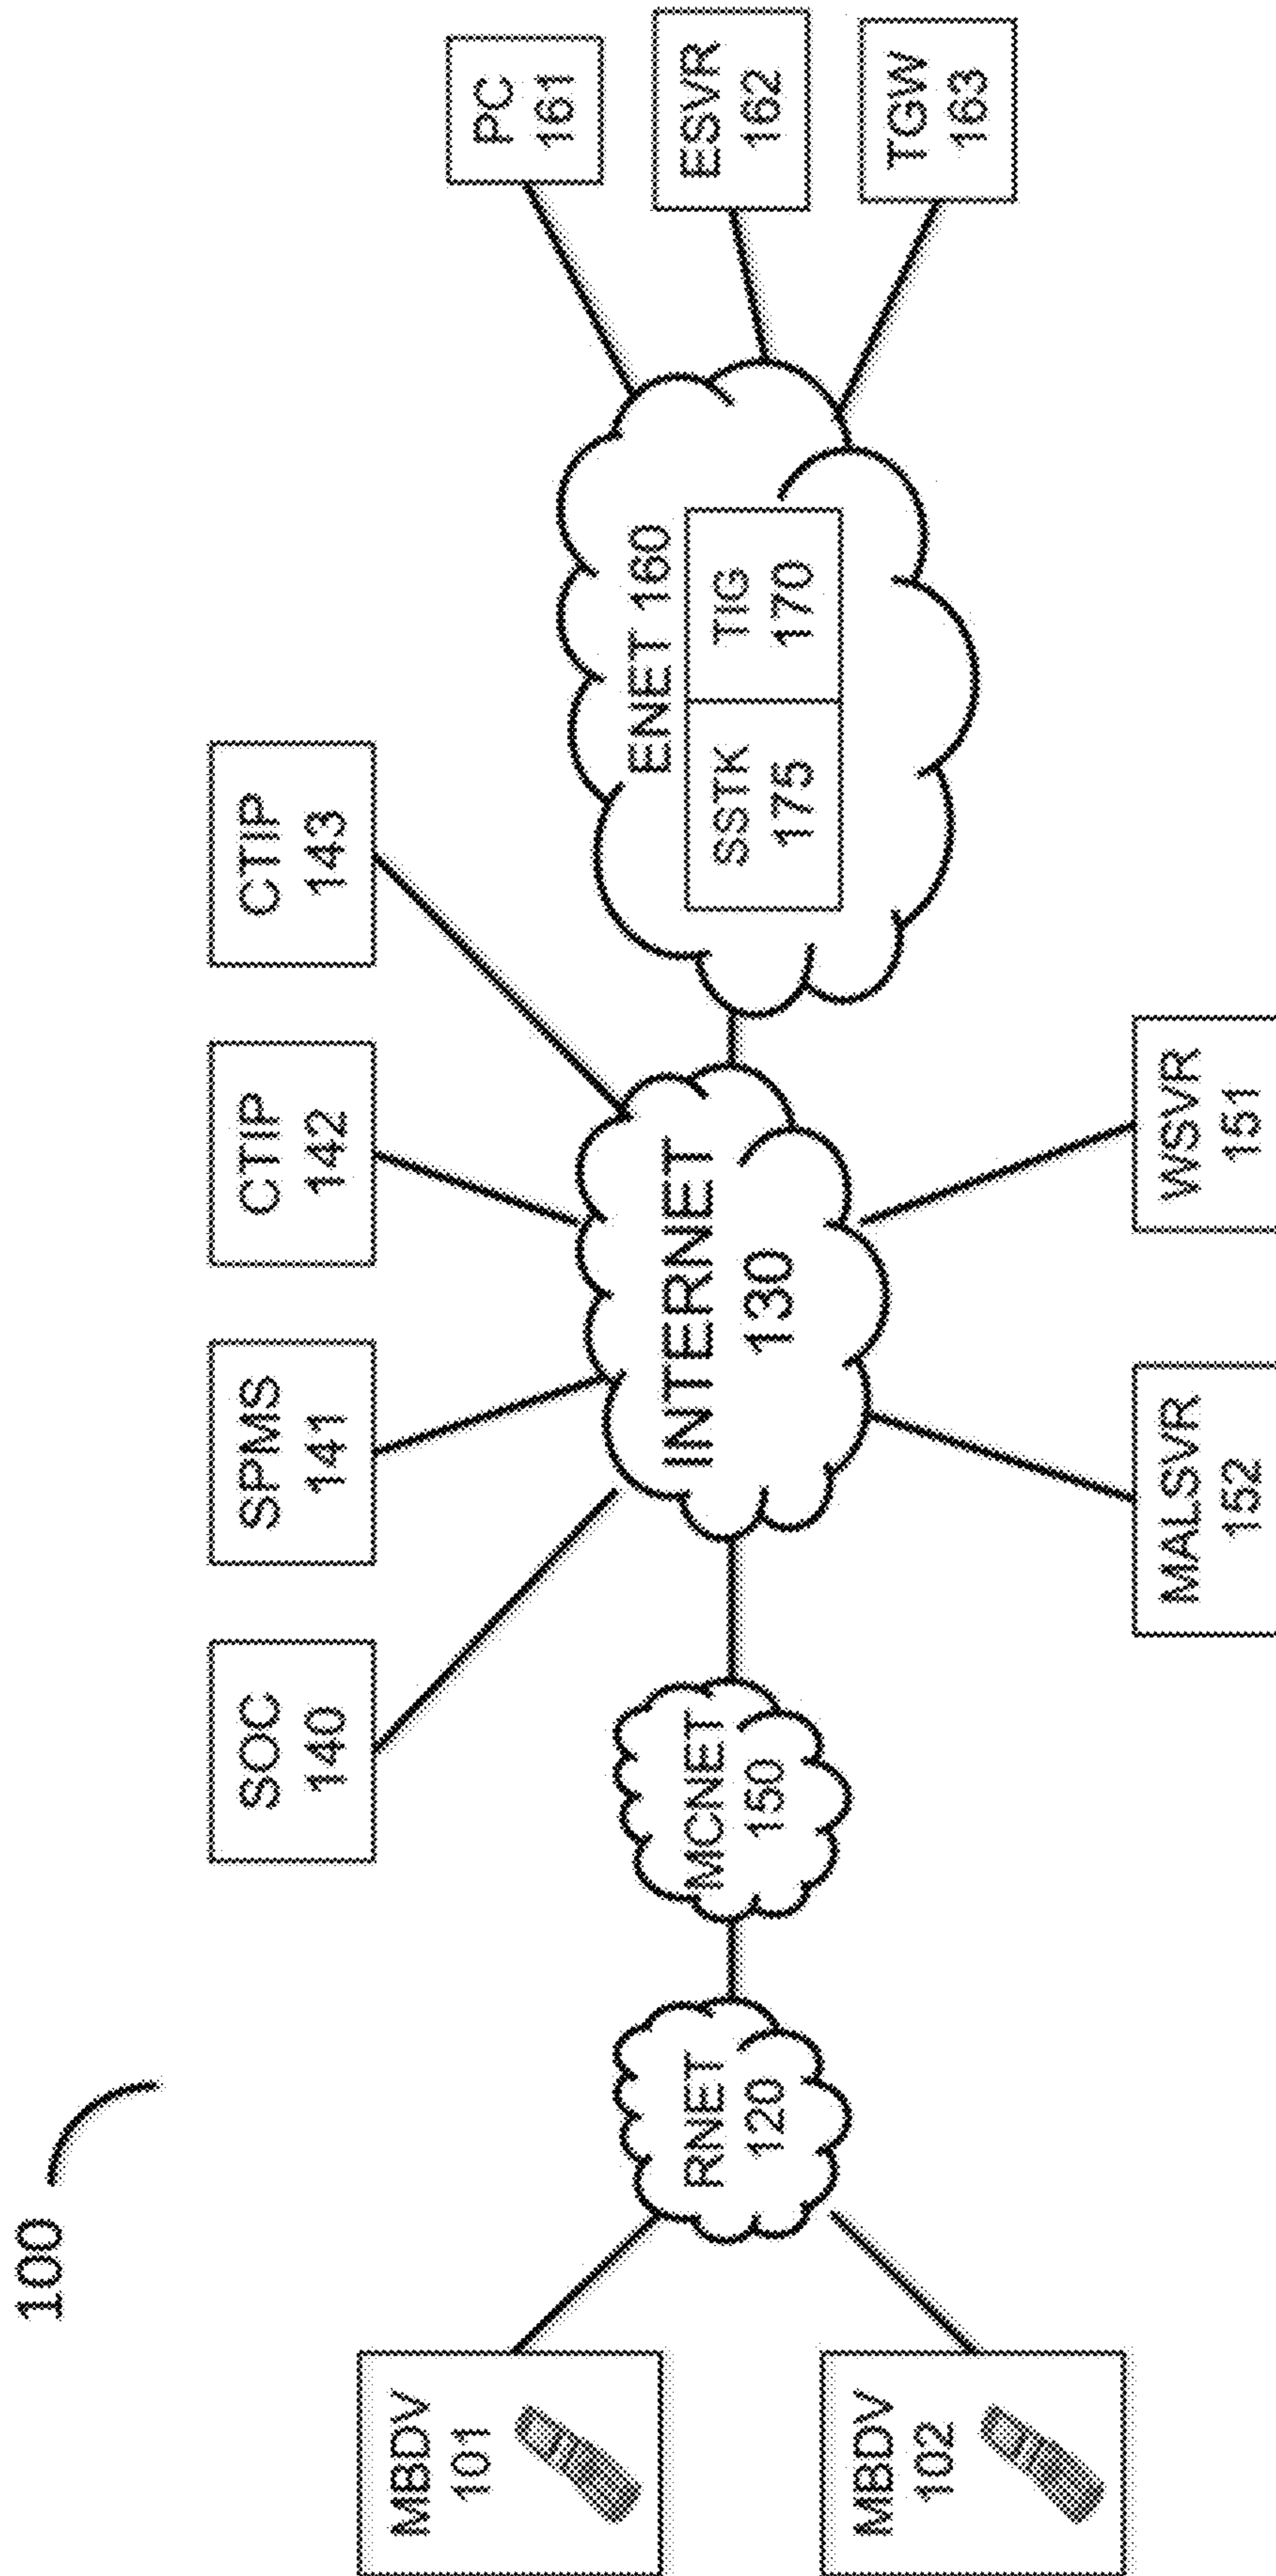 100
SOC
140
SPMS
141
CTIP
142
CTIP
143
MBDV
101
MBDV
102
RNET
120
MCNET
150
INTERNET
130
ENET 160
SSTK
175
TIG
170
PC
161
ESVR
162
TGW
163
MALSVR
152
WSVR
151